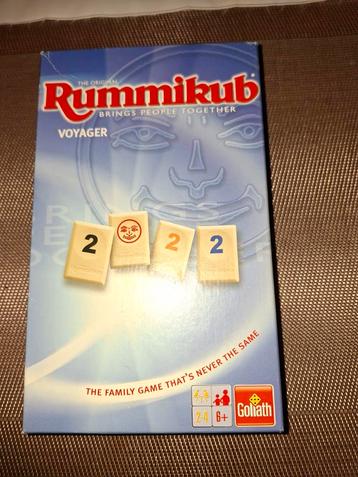 THE ORIGINAL
Rummikub
BRINGS PEOPLE TOGETHER
VOYAGER
2 2 2
THE FAMILY GAME THAT'S NEVER THE SAME
2-4
6+
Goliath